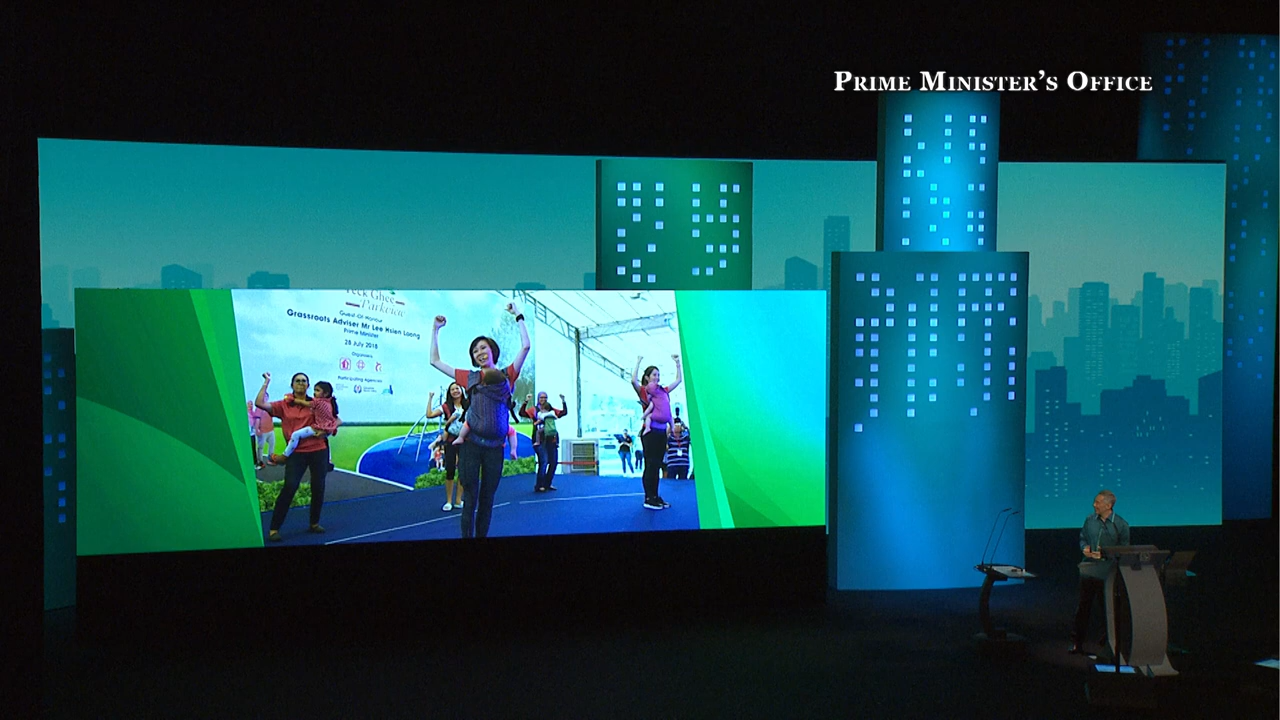 PRIME MINISTER'S OFFICE
Teck Ghee
Parkview
Guest-Of-Honour
Grassroots Adviser Mr Lee Hsien Loong
Prime Minister
28 July 2018
Organisers
Participating Agencies